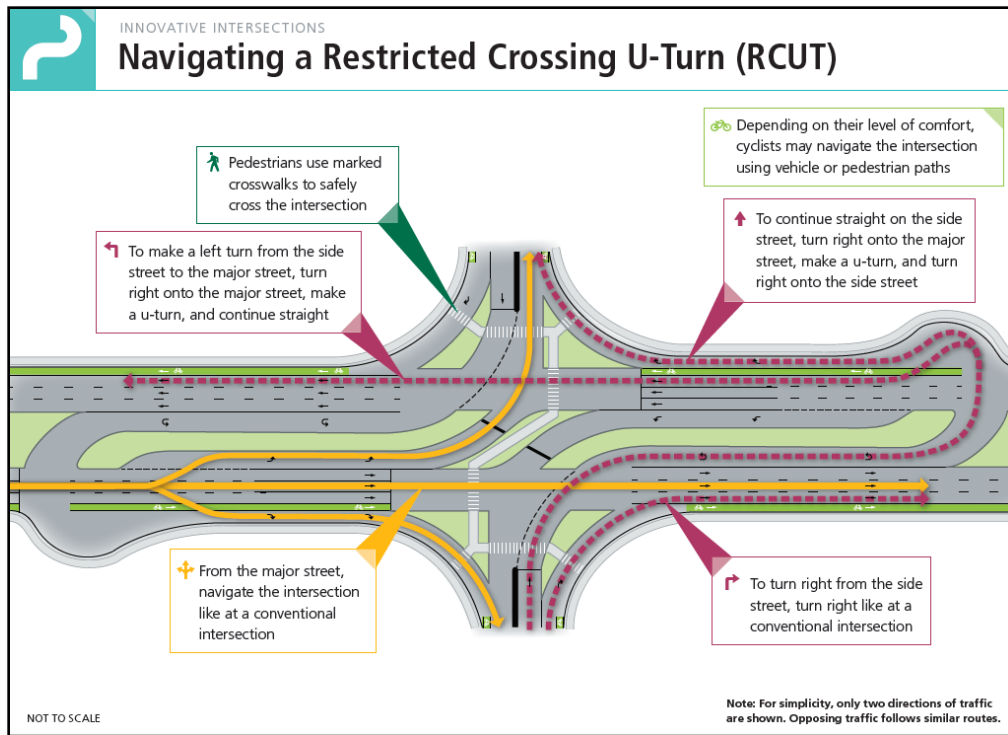 INNOVATIVE INTERSECTIONS
Navigating a Restricted Crossing U-Turn (RCUT)
Depending on their level of comfort,
cyclists may navigate the intersection
using vehicle or pedestrian paths
Pedestrians use marked
crosswalks to safely
cross the intersection
To make a left turn from the side
street to the major street, turn
right onto the major street, make
a u-turn, and continue straight
To continue straight on the side
street, turn right onto the major
street, make a u-turn, and turn
right onto the side street
From the major street,
navigate the intersection
like at a conventional
intersection
To turn right from the side
street, turn right like at a
conventional intersection
NOT TO SCALE
Note: For simplicity, only two directions of traffic
are shown. Opposing traffic follows similar routes.